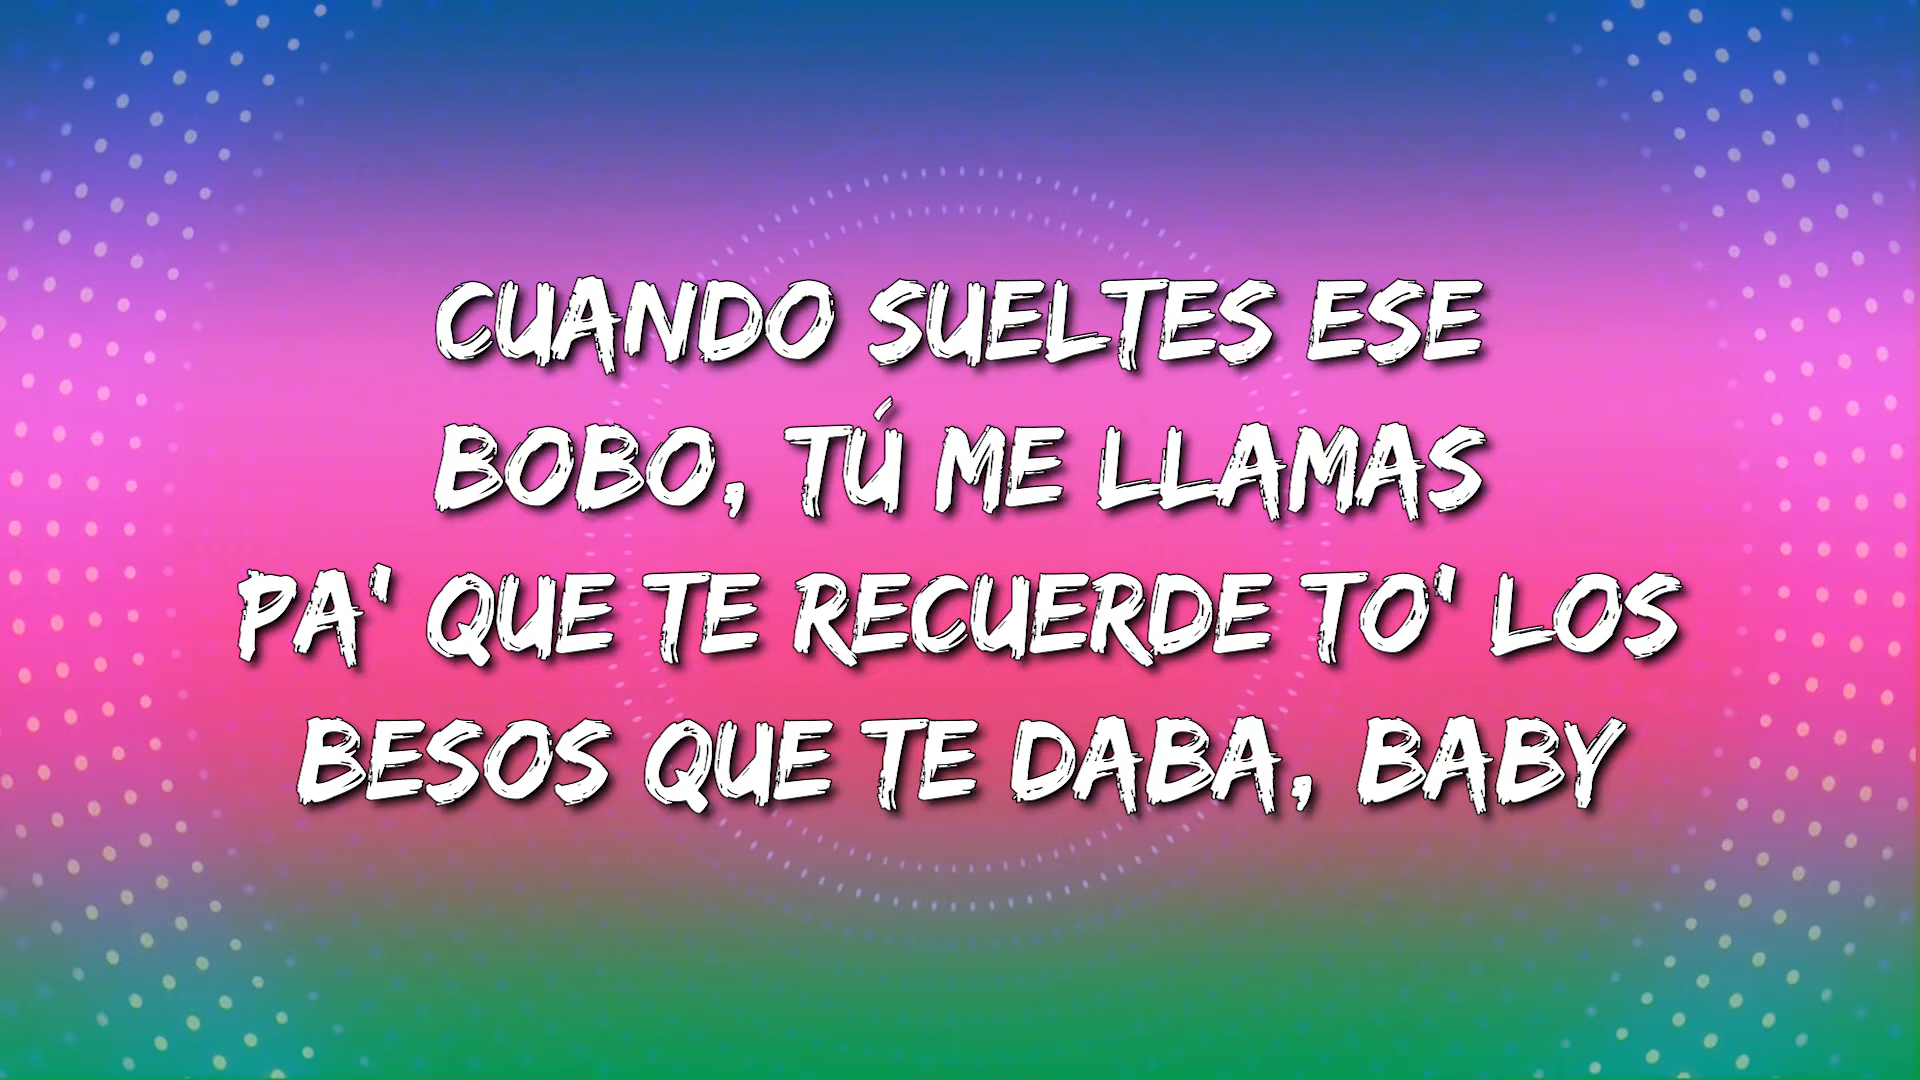 CUANDO SUELTES ESE
BOBO, TÚ ME LLAMAS
PA' QUE TE RECUERDE TO' LOS
BESOS QUE TE DABA, BABY